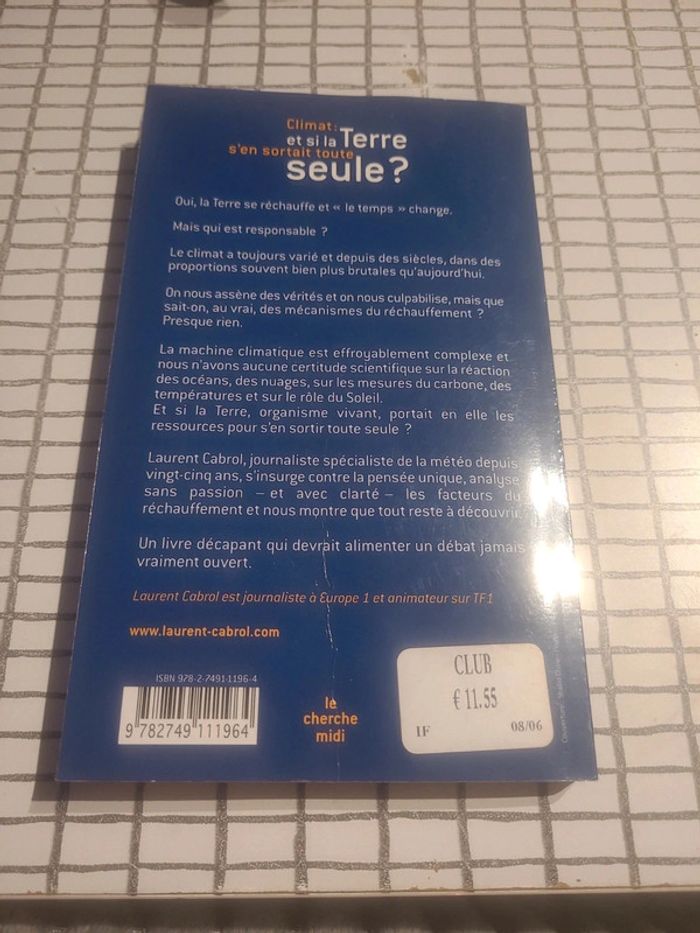 Climat:
et si la Terre
s'en sortait toute
seule ?
Oui, la Terre se réchauffe et « le temps » change.
Mais qui est responsable ?
Le climat a toujours varié et depuis des siècles, dans des
proportions souvent bien plus brutales qu'aujourd'hui.
On nous assène des vérités et on nous culpabilise, mais que
sait-on, au vrai, des mécanismes du réchauffement ?
Presque rien.
La machine climatique est effroyablement complexe et
nous n'avons aucune certitude scientifique sur la réaction
des océans, des nuages, sur les mesures du carbone, des
températures et sur le rôle du Soleil.
Et si la Terre, organisme vivant, portait en elle les
ressources pour s'en sortir toute seule ?
Laurent Cabrol, journaliste spécialiste de la météo depuis
vingt-cinq ans, s'insurge contre la pensée unique, analyse
sans passion – et avec clarté – les facteurs du
réchauffement et nous montre que tout reste à découvrir.
Un livre décapant qui devrait alimenter un débat jamais
vraiment ouvert.
Laurent Cabrol est journaliste à Europe 1 et animateur sur TF1
www.laurent-cabrol.com
ISBN 978-2-7491-1196-4
9 782749 111964
le
cherche
midi
CLUB
€ 11.55
IF 08/06